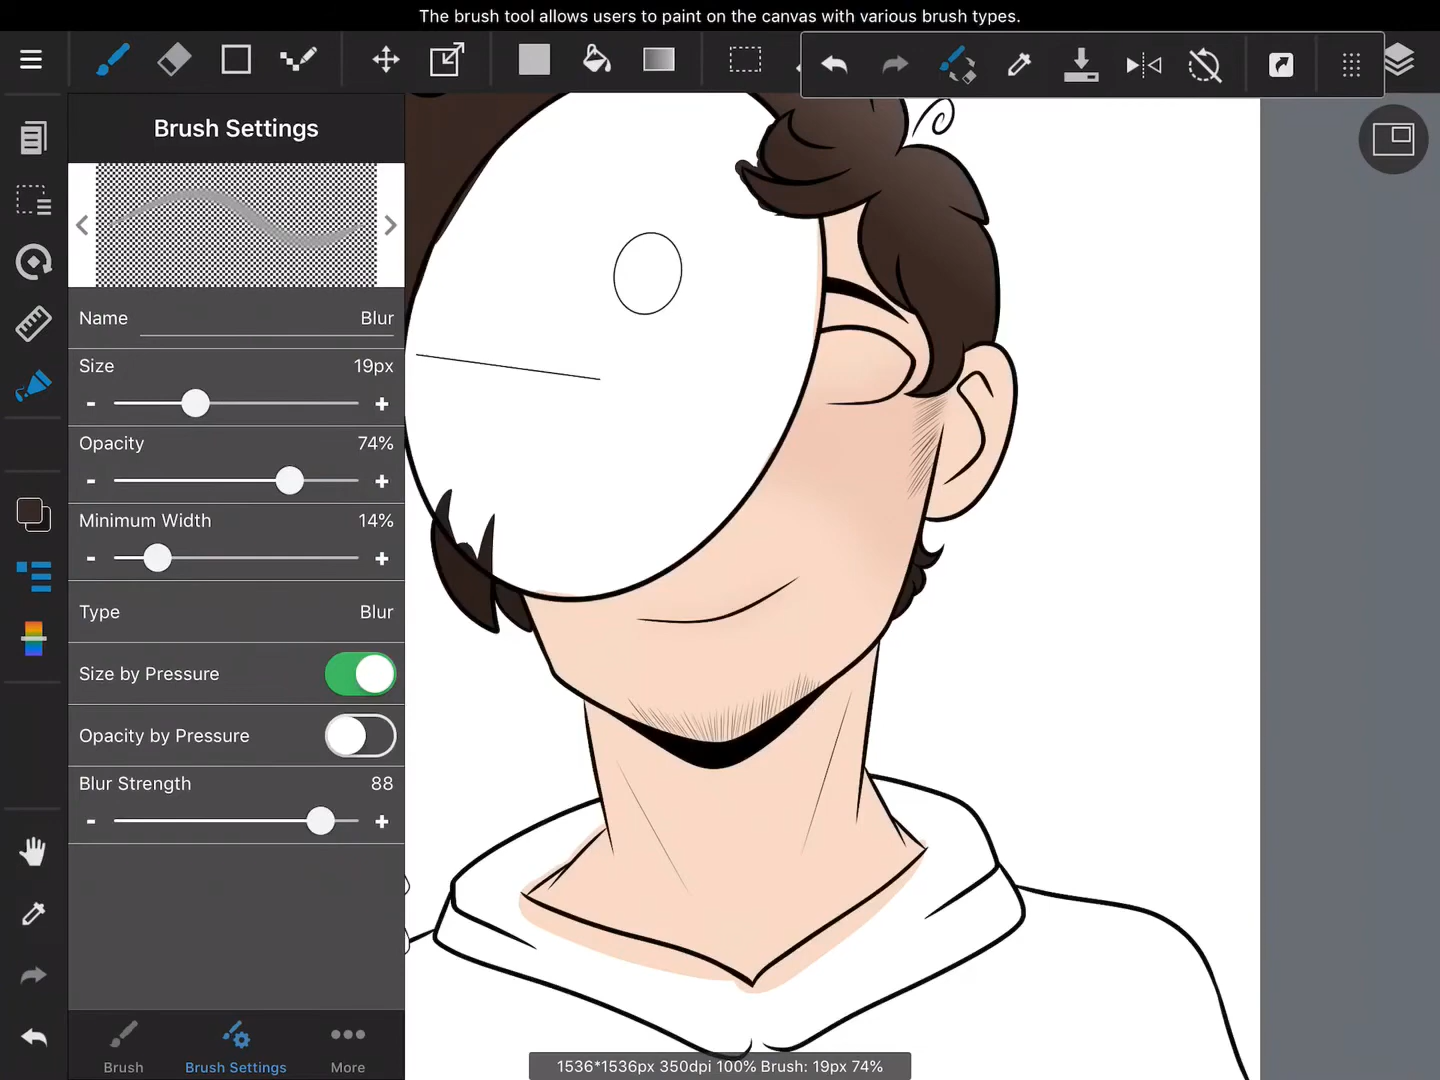 The brush tool allows users to paint on the canvas with various brush types.
Brush Settings
Name Blur
Size 19px
- +
Opacity 74%
- +
Minimum Width 14%
- +
Type Blur
Size by Pressure
Opacity by Pressure
Blur Strength 88
- +
Brush Brush Settings More
1536*1536px 350dpi 100% Brush: 19px 74%